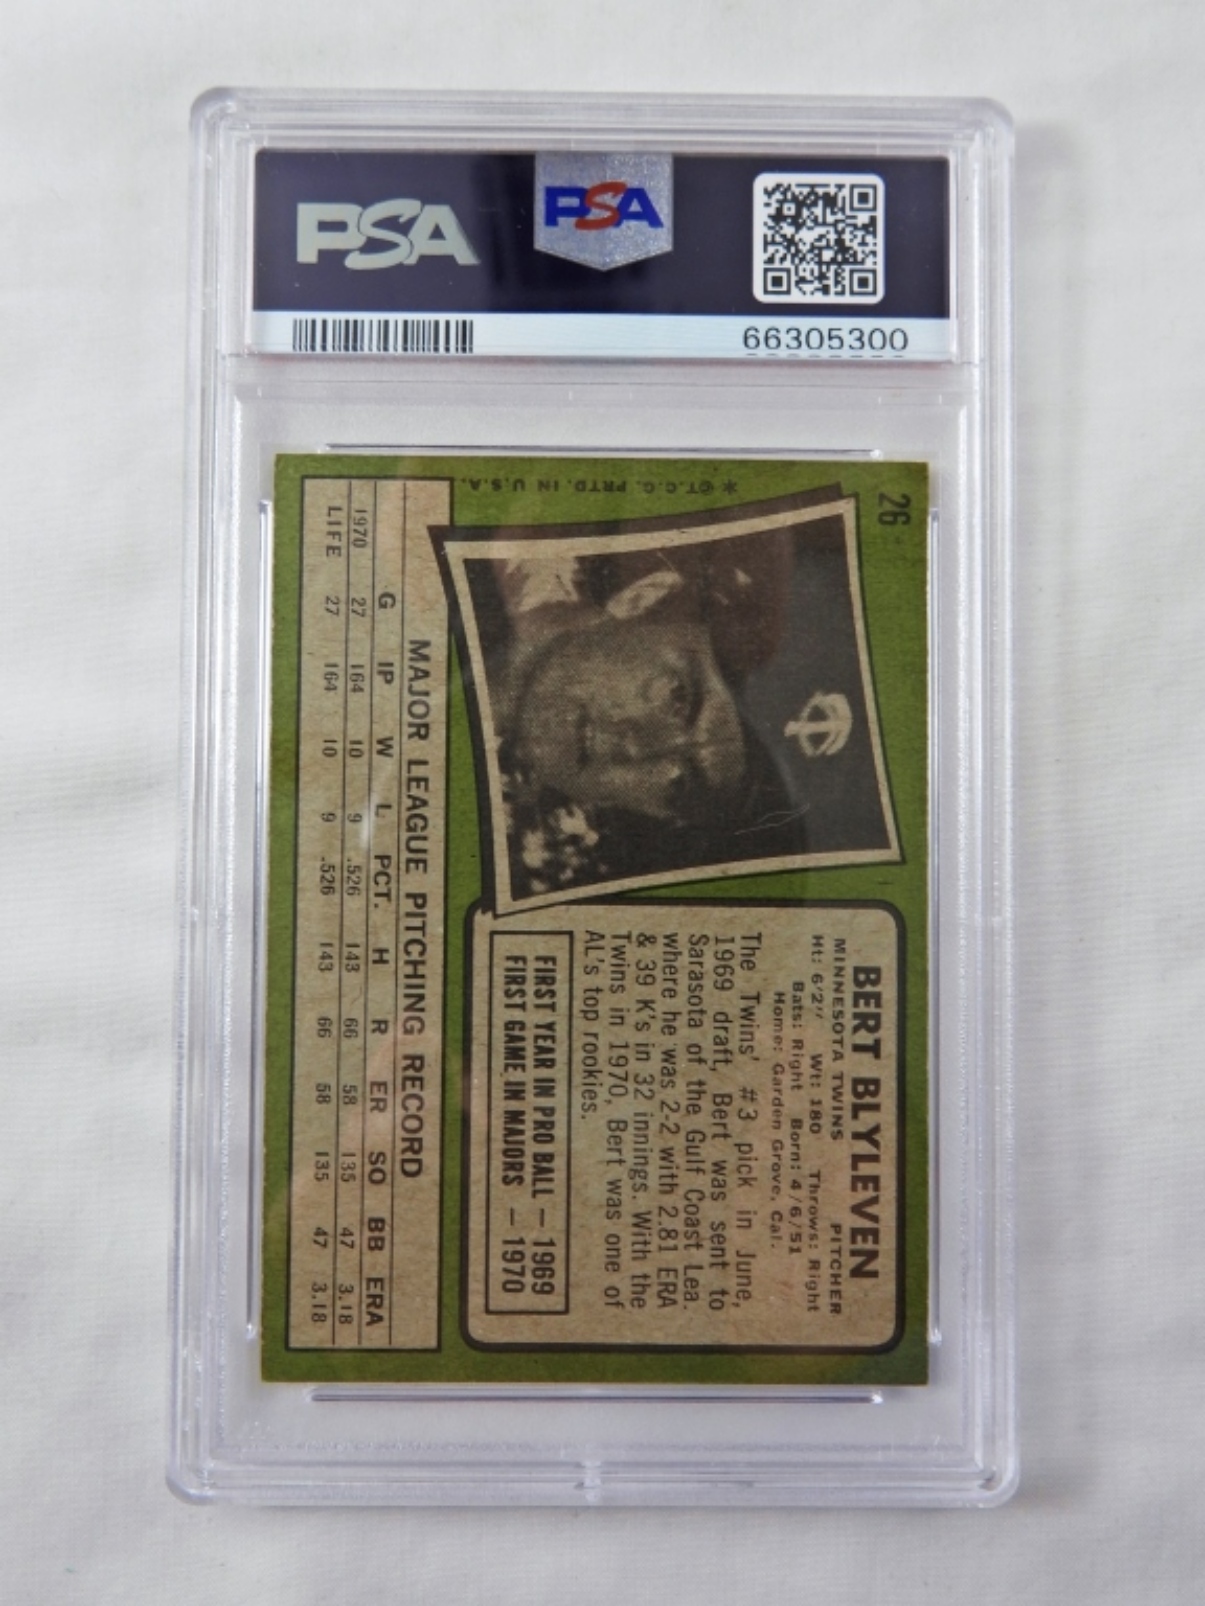 PSA
PSA
66305300
26
*©T.C.G. PRTD. IN U.S.A.
BERT BLYLEVEN
MINNESOTA TWINS PITCHER
Ht: 6'2" Wt: 180 Throws: Right
Bats: Right Born: 4/6/51
Home: Garden Grove, Cal.
The Twins' #3 pick in June,
1969 draft, Bert was sent to
Sarasota of the Gulf Coast Lea.
where he was 2-2 with 2.81 ERA
& 39 K's in 32 innings. With the
Twins in 1970, Bert was one of
AL's top rookies.
FIRST YEAR IN PRO BALL — 1969
FIRST GAME IN MAJORS — 1970
MAJOR LEAGUE PITCHING RECORD
G IP W L PCT. H R ER SO BB ERA
1970 27 164 10 9 .526 143 66 58 135 47 3.18
LIFE 27 164 10 9 .526 143 66 58 135 47 3.18